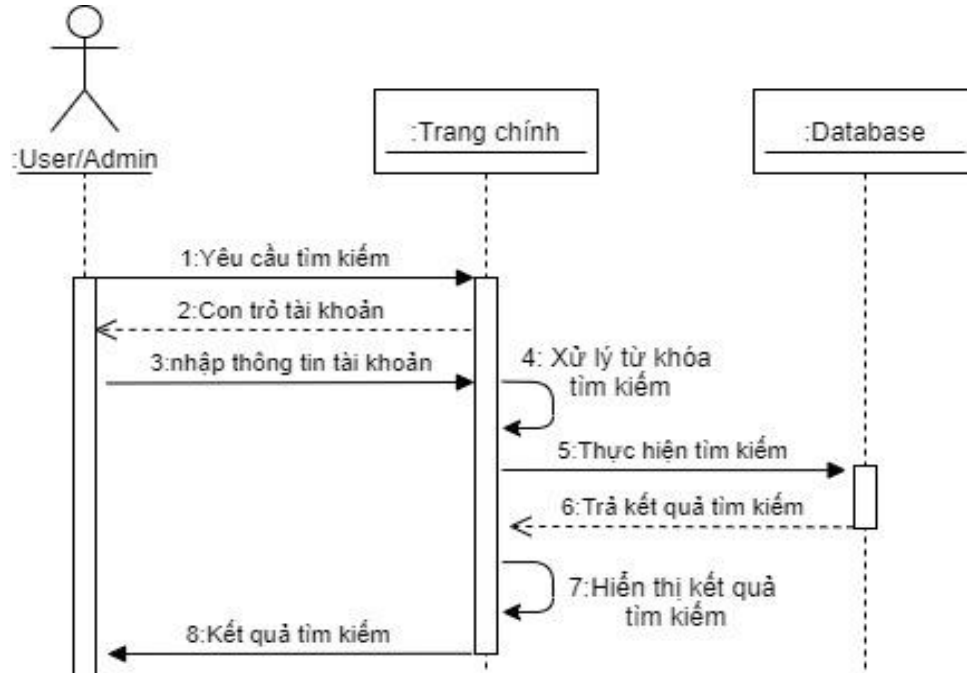 :User/Admin
:Trang chính
:Database
1:Yêu cầu tìm kiếm
2:Con trỏ tài khoản
3:nhập thông tin tài khoản
4: Xử lý từ khóa
tìm kiếm
5:Thực hiện tìm kiếm
6:Trả kết quả tìm kiếm
7:Hiển thị kết quả
tìm kiếm
8:Kết quả tìm kiếm